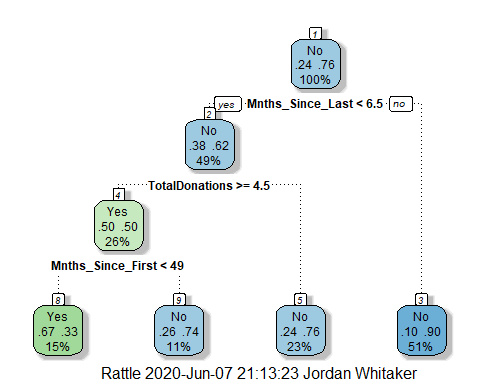 1
No
.24 .76
100%
yes Mnths_Since_Last < 6.5 no
2
No
.38 .62
49%
TotalDonations >= 4.5
4
Yes
.50 .50
26%
Mnths_Since_First < 49
8
Yes
.67 .33
15%
9
No
.26 .74
11%
5
No
.24 .76
23%
3
No
.10 .90
51%
Rattle 2020-Jun-07 21:13:23 Jordan Whitaker